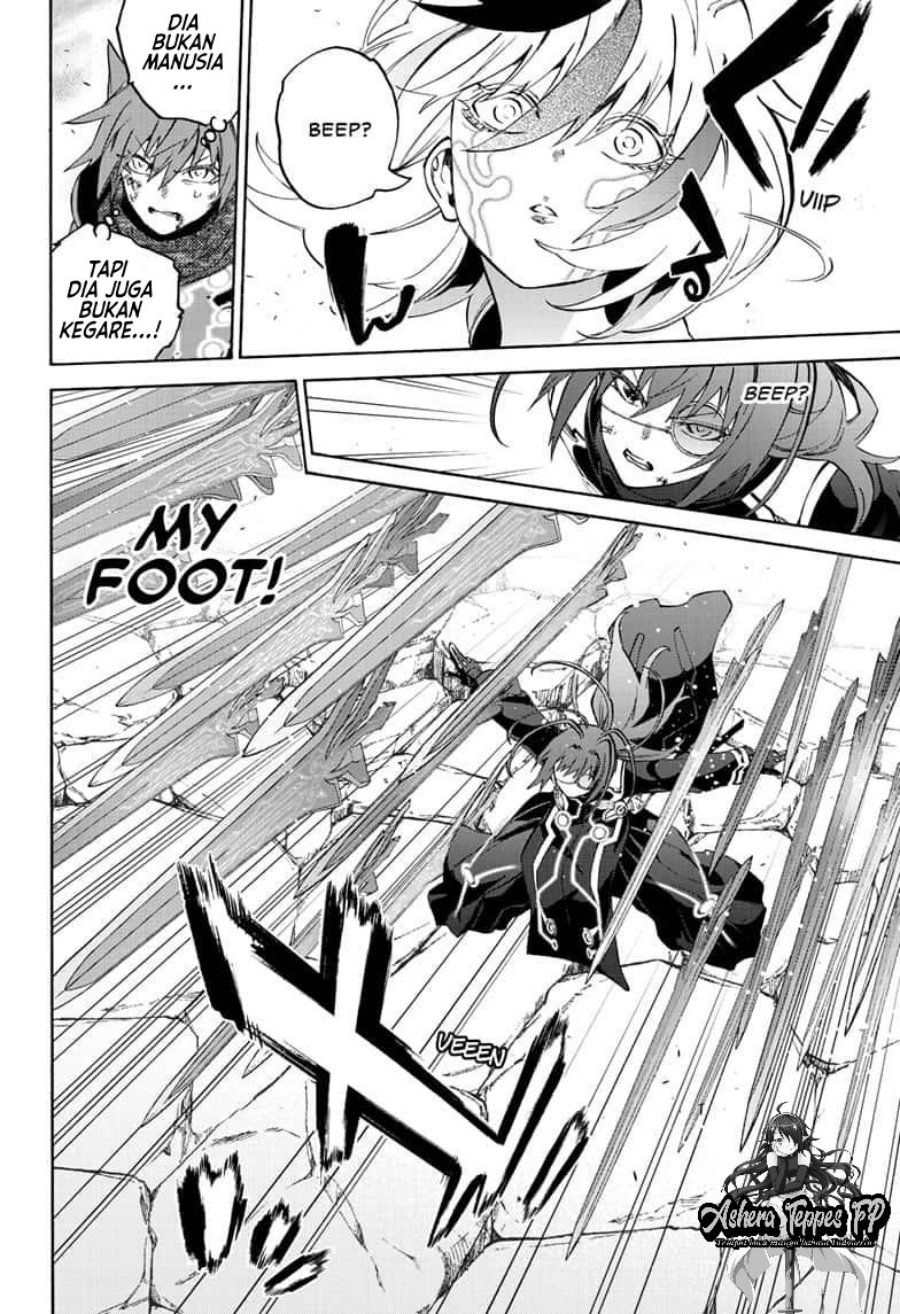 DIA
BUKAN
MANUSIA
...
TAPI
DIA JUGA
BUKAN
KEGARE...!
BEEP?
VIIP
BEEP?
MY
FOOT!
VEEEN
Ashera Teppes FP